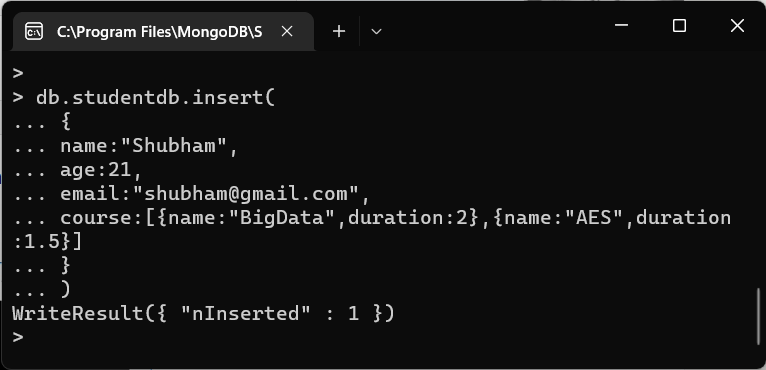 C:\Program Files\MongoDB\S
>
> db.studentdb.insert(
... {
... name:"Shubham",
... age:21,
... email:"shubham@gmail.com",
... course:[{name:"BigData",duration:2},{name:"AES",duration
:1.5}]
... }
... )
WriteResult({ "nInserted" : 1 })
>